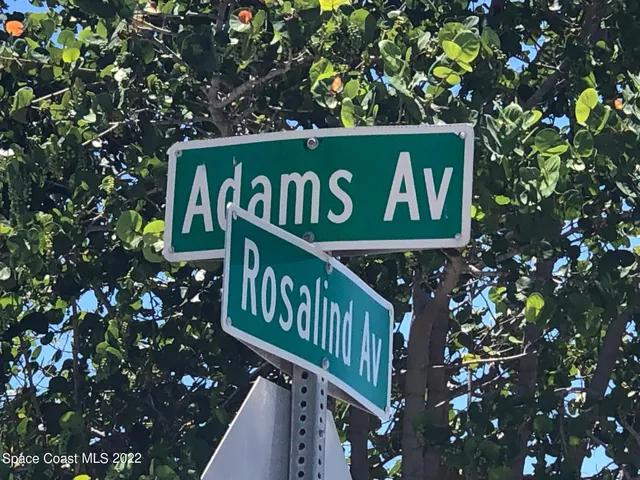 Adams Av
Rosalind Av
Space Coast MLS 2022